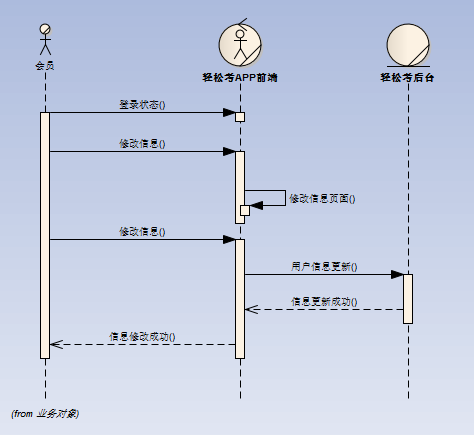 会员
轻松考APP前端
轻松考后台
登录状态()
修改信息()
修改信息页面()
修改信息()
用户信息更新()
信息更新成功()
信息修改成功()
(from 业务对象)